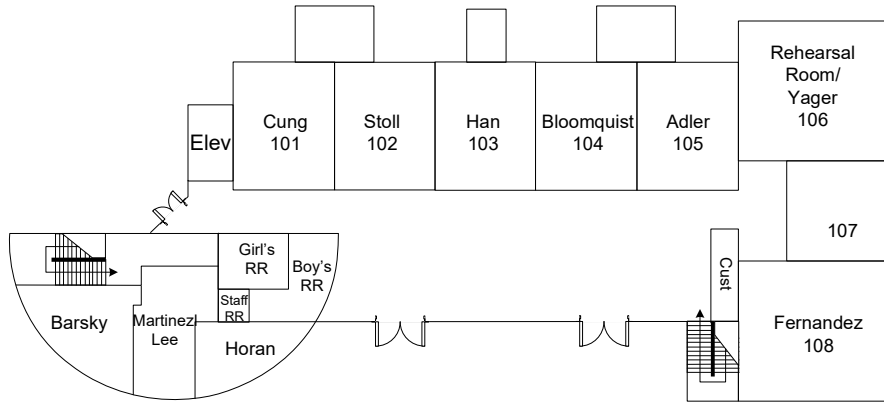 Rehearsal
Room/
Yager
106
Elev
Cung
101
Stoll
102
Han
103
Bloomquist
104
Adler
105
107
Girl's
RR
Boy's
RR
Staff
RR
Cust
Barsky
Martinez/
Lee
Horan
Fernandez
108